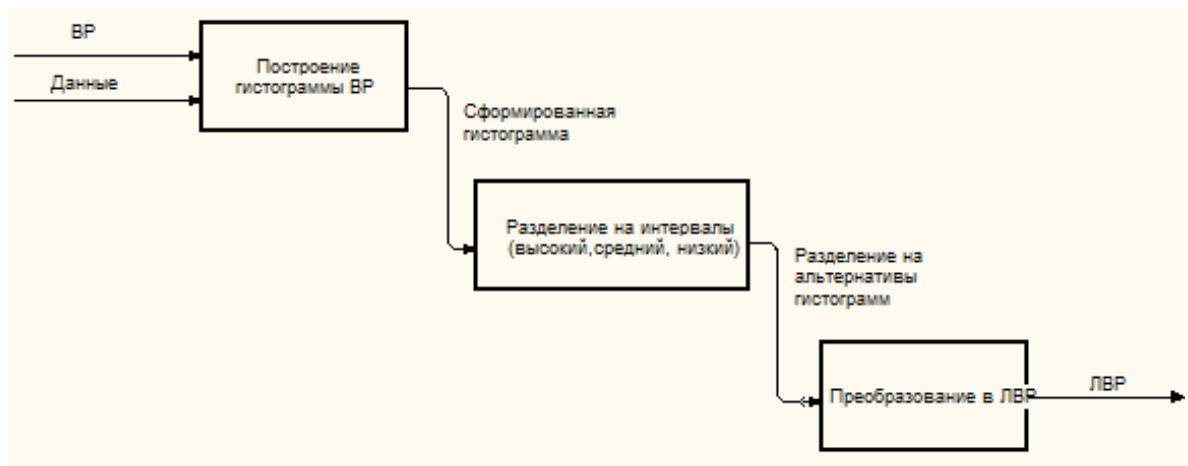 ВР
Данные
Построение
гистограммы ВР
Сформированная
гистограмма
Разделение на интервалы
(высокий,средний, низкий)
Разделение на
альтернативы
гистограмм
Преобразование в ЛВР
ЛВР